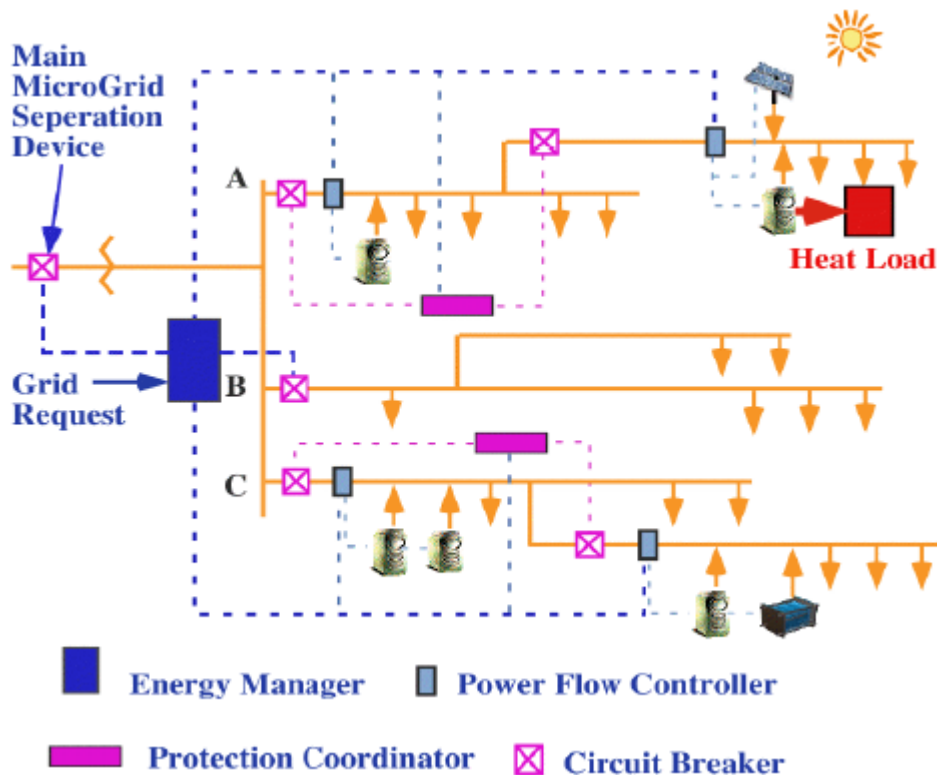 Main
MicroGrid
Seperation
Device
A
Heat Load
Grid
Request
B
C
Energy Manager
Power Flow Controller
Protection Coordinator
Circuit Breaker